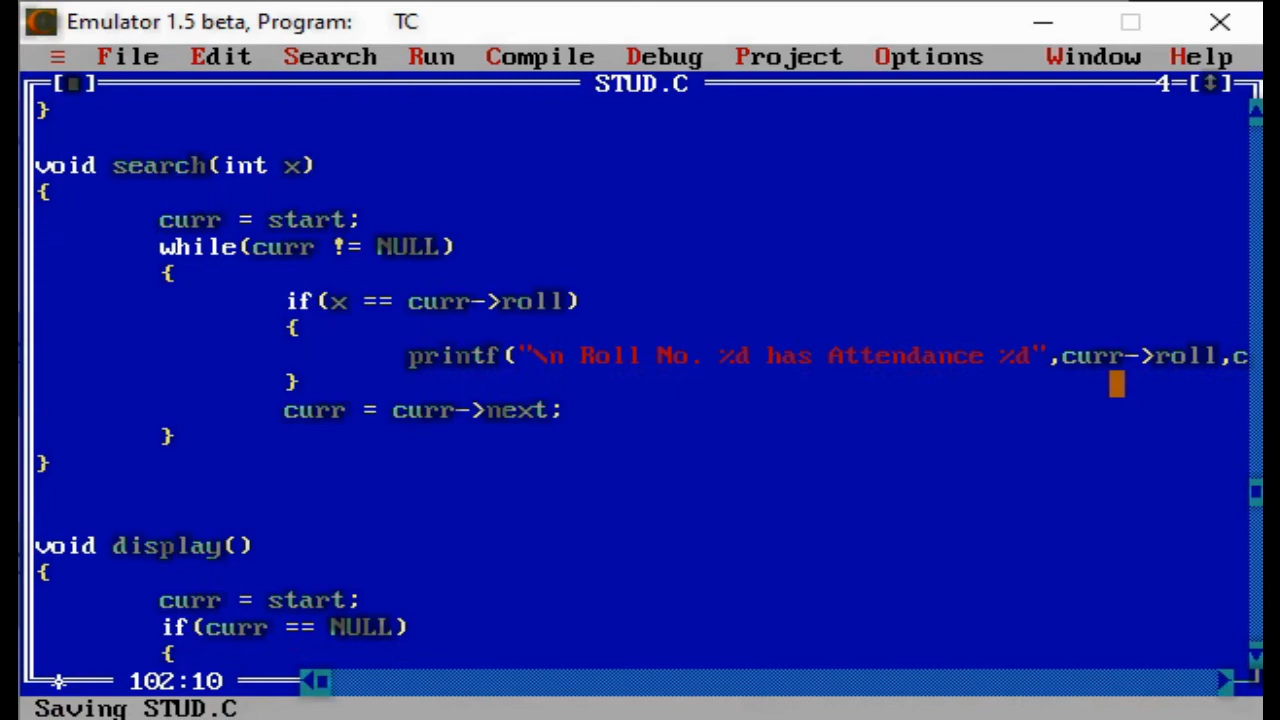 Emulator 1.5 beta, Program: TC
≡ File Edit Search Run Compile Debug Project Options Window Help
[■] STUD.C 4=[↕]
}
void search(int x)
{
curr = start;
while(curr != NULL)
{
if(x == curr->roll)
{
printf("\n Roll No. %d has Attendance %d",curr->roll,c
}
curr = curr->next;
}
}
void display()
{
curr = start;
if(curr == NULL)
{
102:10
Saving STUD.C